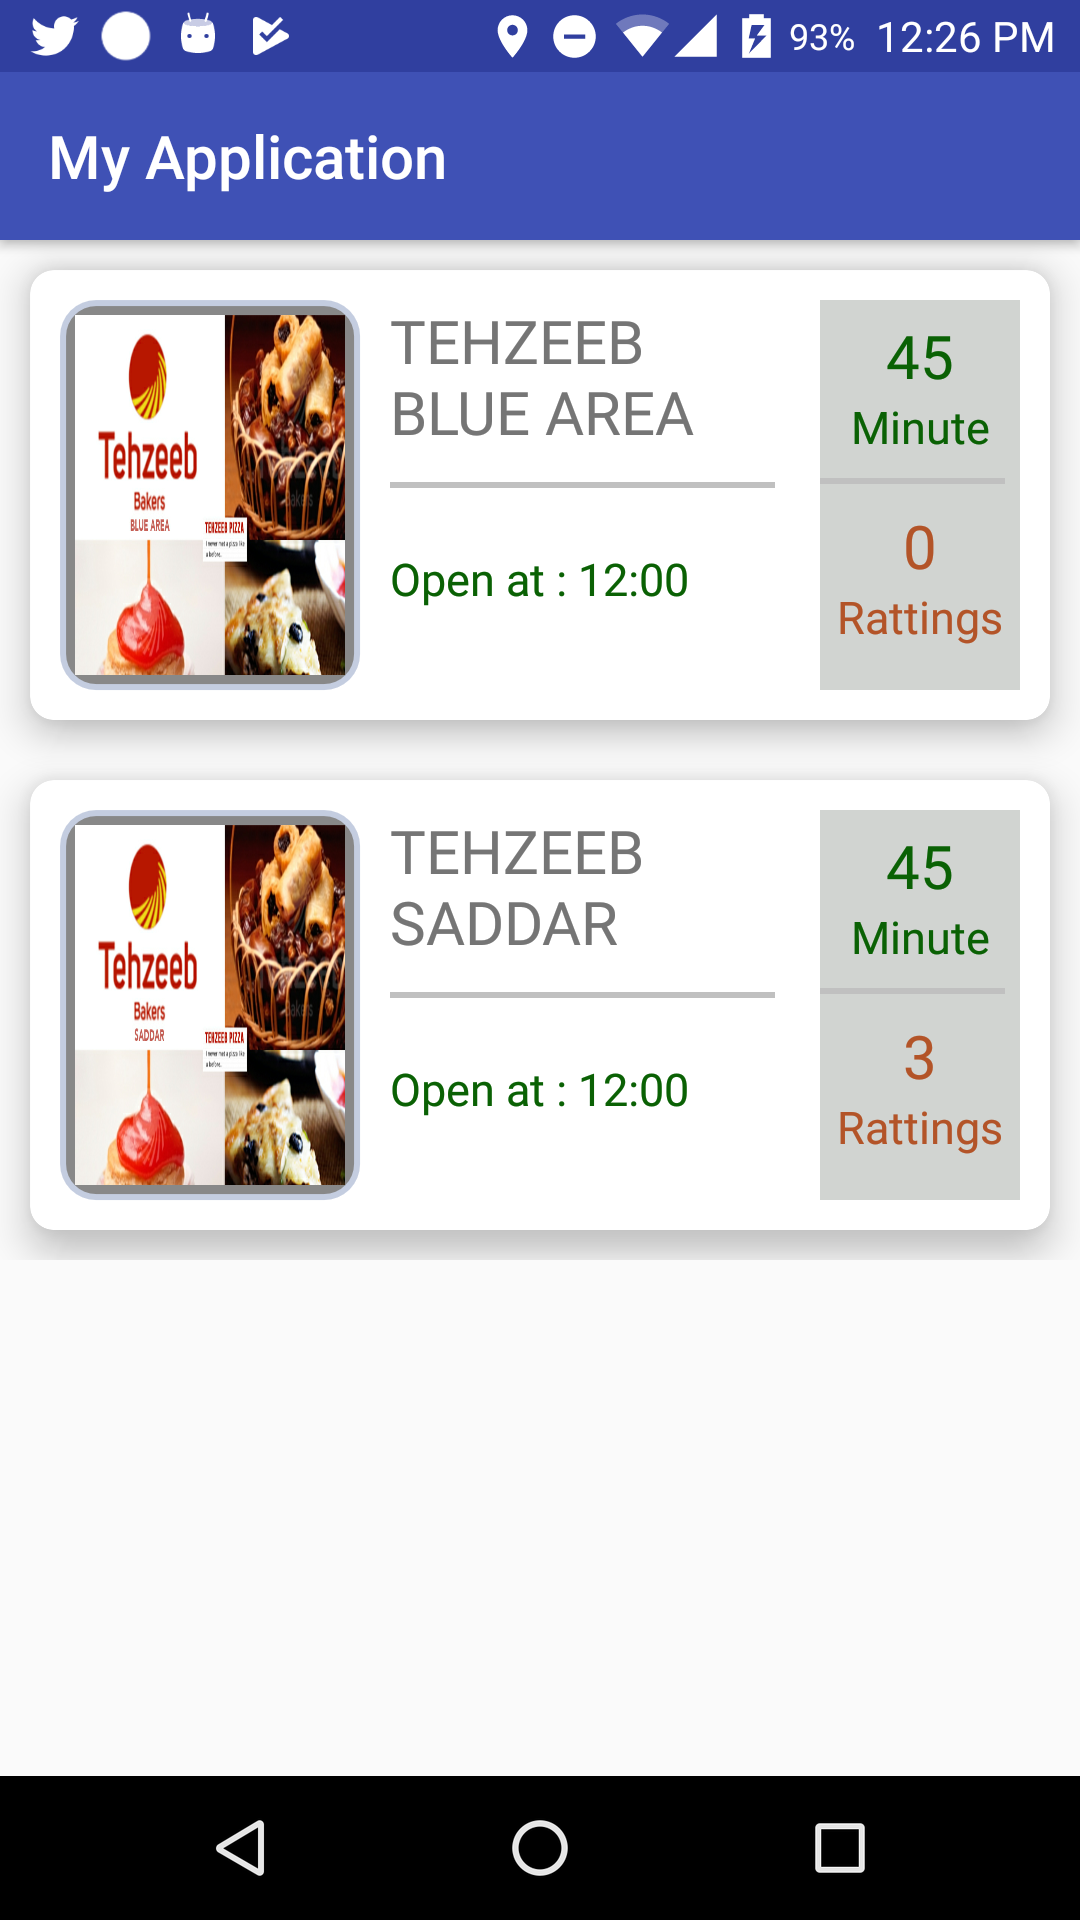 93% 12:26 PM
My Application
Tehzeeb
Bakers
BLUE AREA
TEHZEEB PIZZA
TEHZEEB
BLUE AREA
Open at : 12:00
45
Minute
0
Rattings
Tehzeeb
Bakers
SADDAR
TEHZEEB PIZZA
TEHZEEB
SADDAR
Open at : 12:00
45
Minute
3
Rattings